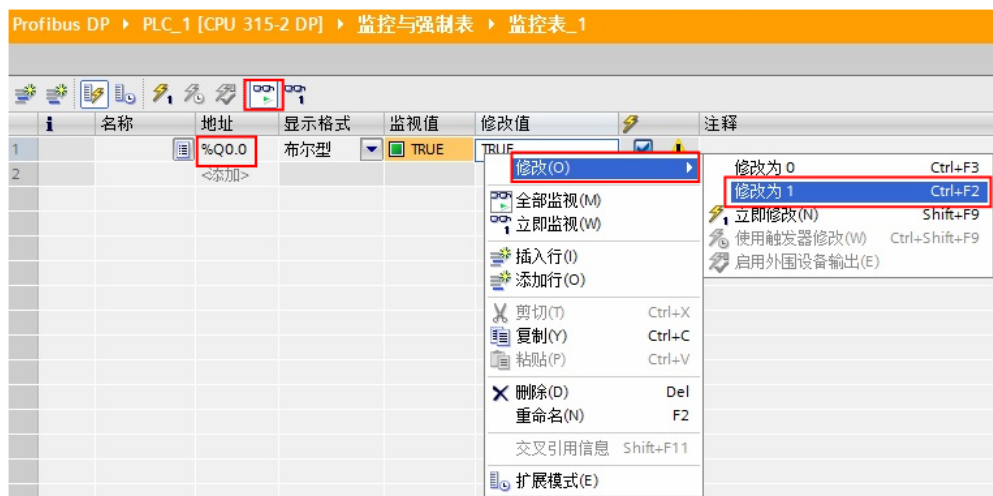 Profibus DP ▸ PLC_1 [CPU 315-2 DP] ▸ 监控与强制表 ▸ 监控表_1
i 名称 地址 显示格式 监视值 修改值 注释
1 %Q0.0 布尔型 TRUE TRUE
2 <添加>
修改(O)
全部监视(M)
立即监视(W)
插入行(I)
添加行(O)
剪切(T) Ctrl+X
复制(Y) Ctrl+C
粘贴(P) Ctrl+V
删除(D) Del
重命名(N) F2
交叉引用信息 Shift+F11
扩展模式(E)
修改为 0 Ctrl+F3
修改为 1 Ctrl+F2
立即修改(N) Shift+F9
使用触发器修改(W) Ctrl+Shift+F9
启用外围设备输出(E)